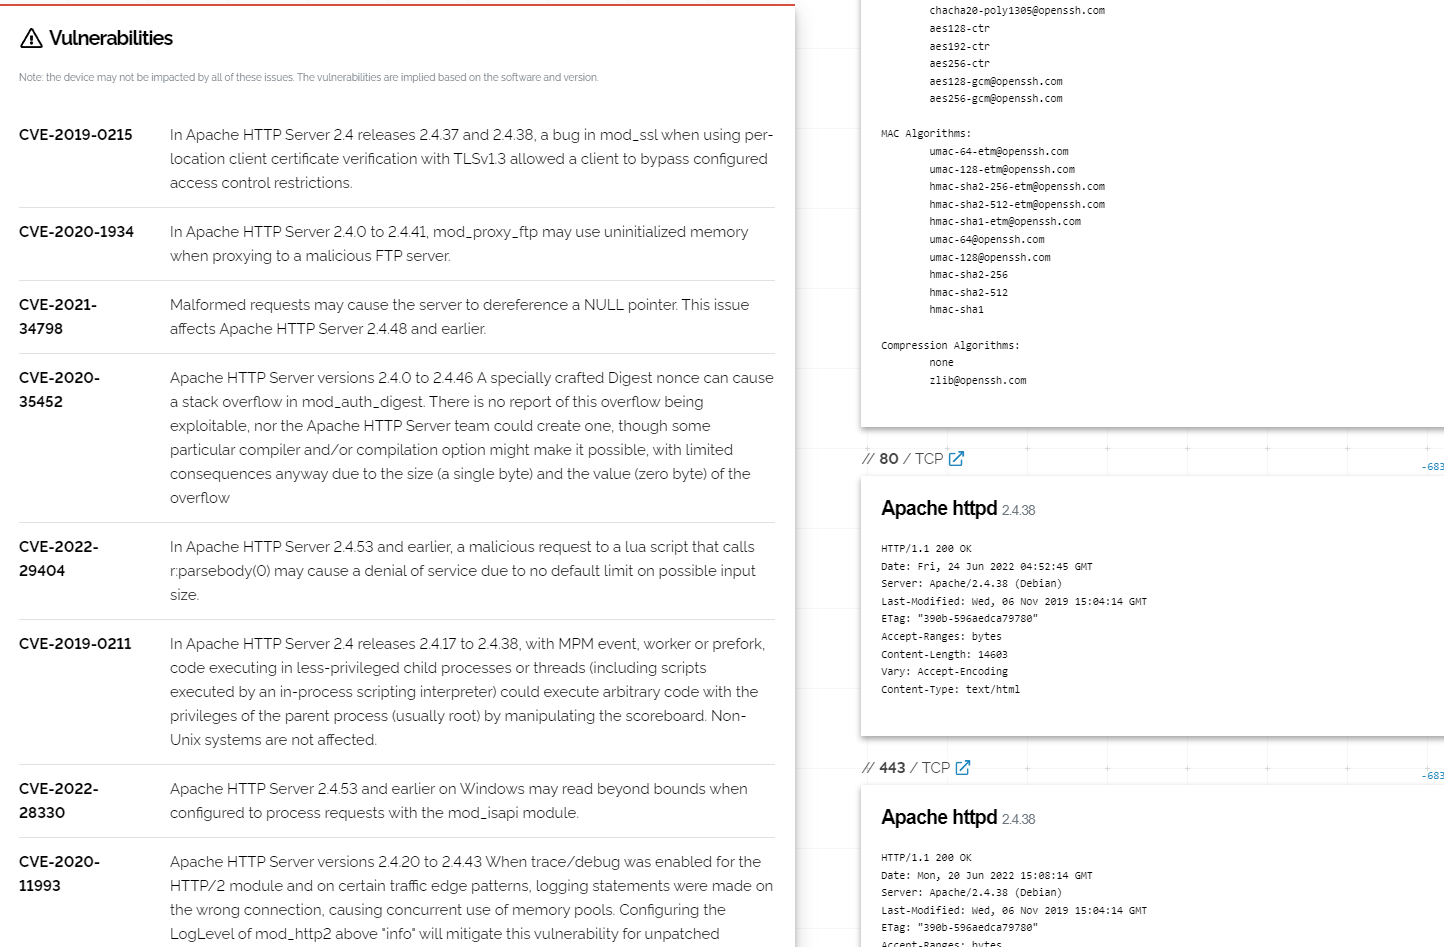 Vulnerabilities
Note: the device may not be impacted by all of these issues. The vulnerabilities are implied based on the software and version.
CVE-2019-0215
In Apache HTTP Server 2.4 releases 2.4.37 and 2.4.38, a bug in mod_ssl when using per-
location client certificate verification with TLSv1.3 allowed a client to bypass configured
access control restrictions.
CVE-2020-1934
In Apache HTTP Server 2.4.0 to 2.4.41, mod_proxy_ftp may use uninitialized memory
when proxying to a malicious FTP server.
CVE-2021-
34798
Malformed requests may cause the server to dereference a NULL pointer. This issue
affects Apache HTTP Server 2.4.48 and earlier.
CVE-2020-
35452
Apache HTTP Server versions 2.4.0 to 2.4.46 A specially crafted Digest nonce can cause
a stack overflow in mod_auth_digest. There is no report of this overflow being
exploitable, nor the Apache HTTP Server team could create one, though some
particular compiler and/or compilation option might make it possible, with limited
consequences anyway due to the size (a single byte) and the value (zero byte) of the
overflow
CVE-2022-
29404
In Apache HTTP Server 2.4.53 and earlier, a malicious request to a lua script that calls
r:parsebody(0) may cause a denial of service due to no default limit on possible input
size.
CVE-2019-0211
In Apache HTTP Server 2.4 releases 2.4.17 to 2.4.38, with MPM event, worker or prefork,
code executing in less-privileged child processes or threads (including scripts
executed by an in-process scripting interpreter) could execute arbitrary code with the
privileges of the parent process (usually root) by manipulating the scoreboard. Non-
Unix systems are not affected.
CVE-2022-
28330
Apache HTTP Server 2.4.53 and earlier on Windows may read beyond bounds when
configured to process requests with the mod_isapi module.
CVE-2020-
11993
Apache HTTP Server versions 2.4.20 to 2.4.43 When trace/debug was enabled for the
HTTP/2 module and on certain traffic edge patterns, logging statements were made on
the wrong connection, causing concurrent use of memory pools. Configuring the
LogLevel of mod_http2 above "info" will mitigate this vulnerability for unpatched
chacha20-poly1305@openssh.com
aes128-ctr
aes192-ctr
aes256-ctr
aes128-gcm@openssh.com
aes256-gcm@openssh.com
MAC Algorithms:
umac-64-etm@openssh.com
umac-128-etm@openssh.com
hmac-sha2-256-etm@openssh.com
hmac-sha2-512-etm@openssh.com
hmac-sha1-etm@openssh.com
umac-64@openssh.com
umac-128@openssh.com
hmac-sha2-256
hmac-sha2-512
hmac-sha1
Compression Algorithms:
none
zlib@openssh.com
// 80 / TCP
-683
Apache httpd 2.4.38
HTTP/1.1 200 OK
Date: Fri, 24 Jun 2022 04:52:45 GMT
Server: Apache/2.4.38 (Debian)
Last-Modified: Wed, 06 Nov 2019 15:04:14 GMT
ETag: "390b-596aedca79780"
Accept-Ranges: bytes
Content-Length: 14603
Vary: Accept-Encoding
Content-Type: text/html
// 443 / TCP
-683
Apache httpd 2.4.38
HTTP/1.1 200 OK
Date: Mon, 20 Jun 2022 15:08:14 GMT
Server: Apache/2.4.38 (Debian)
Last-Modified: Wed, 06 Nov 2019 15:04:14 GMT
ETag: "390b-596aedca79780"
Accept-Ranges: bytes